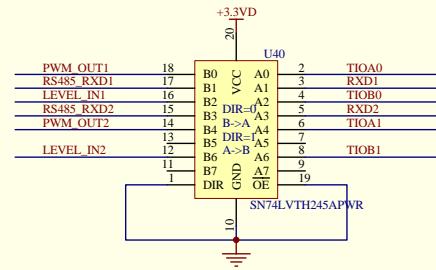 +3.3VD
20
U40
PWM_OUT1 18 B0 VCC A0 2 TIOA0
RS485_RXD1 17 B1 A1 3 RXD1
LEVEL_IN1 16 B2 A2 4 TIOB0
RS485_RXD2 15 B3 DIR=0 A3 5 RXD2
PWM_OUT2 14 B4 B->A A4 6 TIOA1
13 B5 DIR=1 A5 7
LEVEL_IN2 12 B6 A->B A6 8 TIOB1
11 B7 A7 9
1 DIR GND OE 19
SN74LVTH245APWR
10